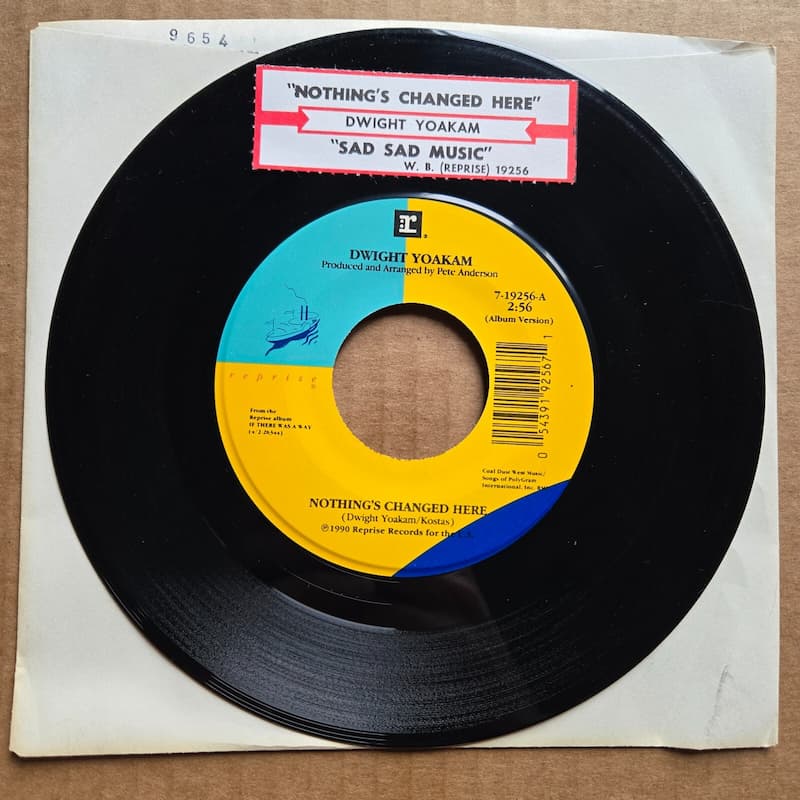 9654
"NOTHING'S CHANGED HERE"
DWIGHT YOAKAM
"SAD SAD MUSIC"
W. B. (REPRISE) 19256
r
®
DWIGHT YOAKAM
Produced and Arranged by Pete Anderson
7-19256-A
2:56
(Album Version)
reprise
®
0 54391 92567 1
From the
Reprise album
IF THERE WAS A WAY
Coal Dust West Music/
Songs of PolyGram
International, Inc.
NOTHING'S CHANGED HERE
(Dwight Yoakam/Kostas)
℗1990 Reprise Records for the U.S.